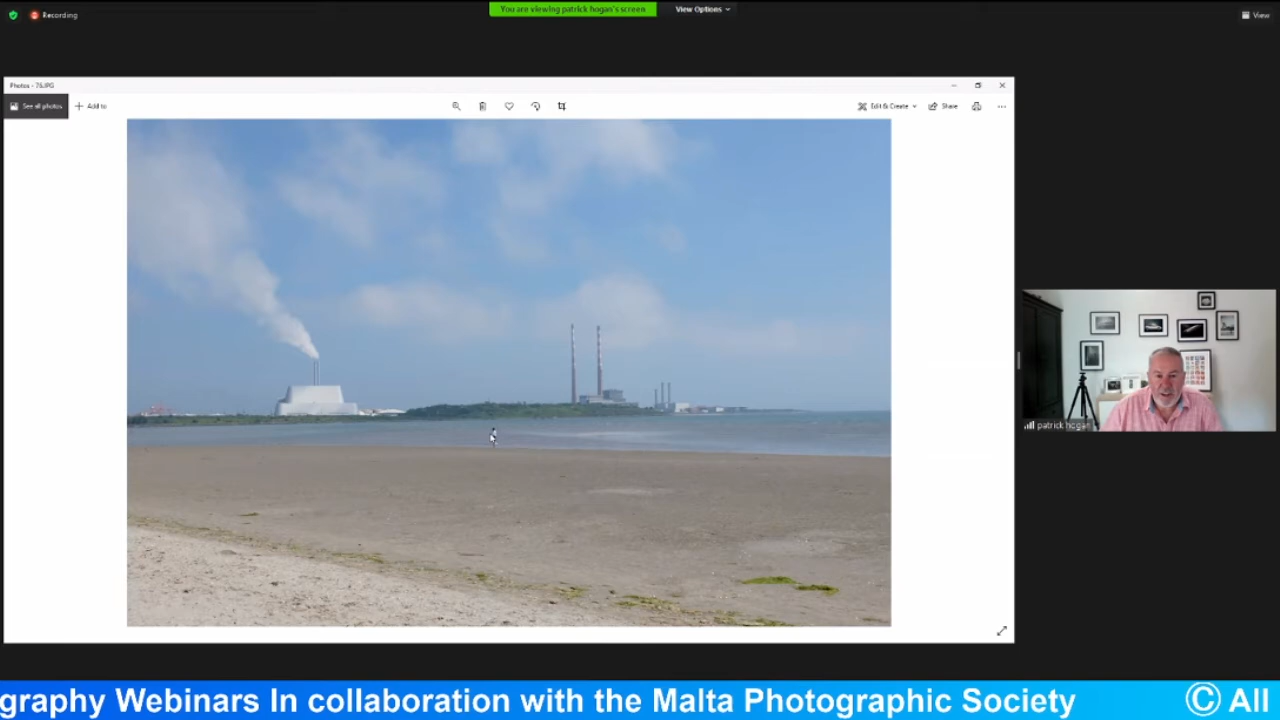 Recording
You are viewing patrick hogan's screen
View Options
View
Photos - 76.JPG
See all photos
Add to
Edit & Create
Share
patrick hogan
graphy Webinars In collaboration with the Malta Photographic Society
© All